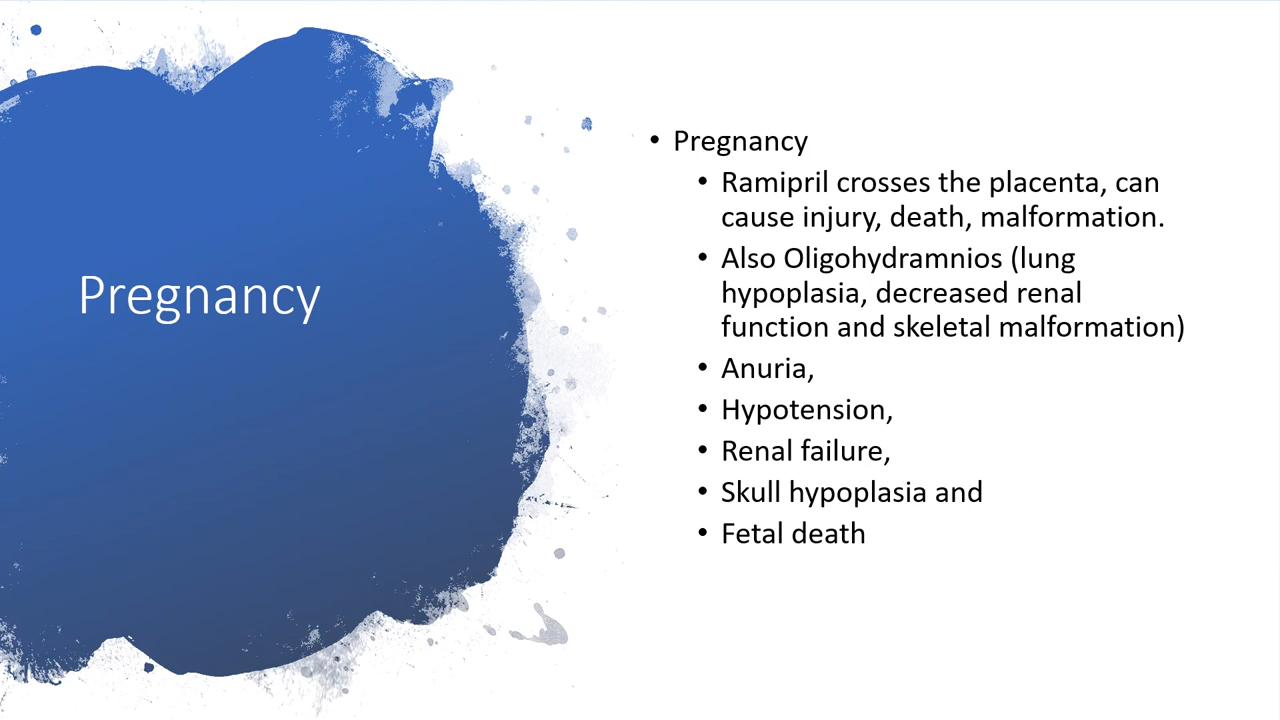 Pregnancy
• Pregnancy
• Ramipril crosses the placenta, can
cause injury, death, malformation.
• Also Oligohydramnios (lung
hypoplasia, decreased renal
function and skeletal malformation)
• Anuria,
• Hypotension,
• Renal failure,
• Skull hypoplasia and
• Fetal death